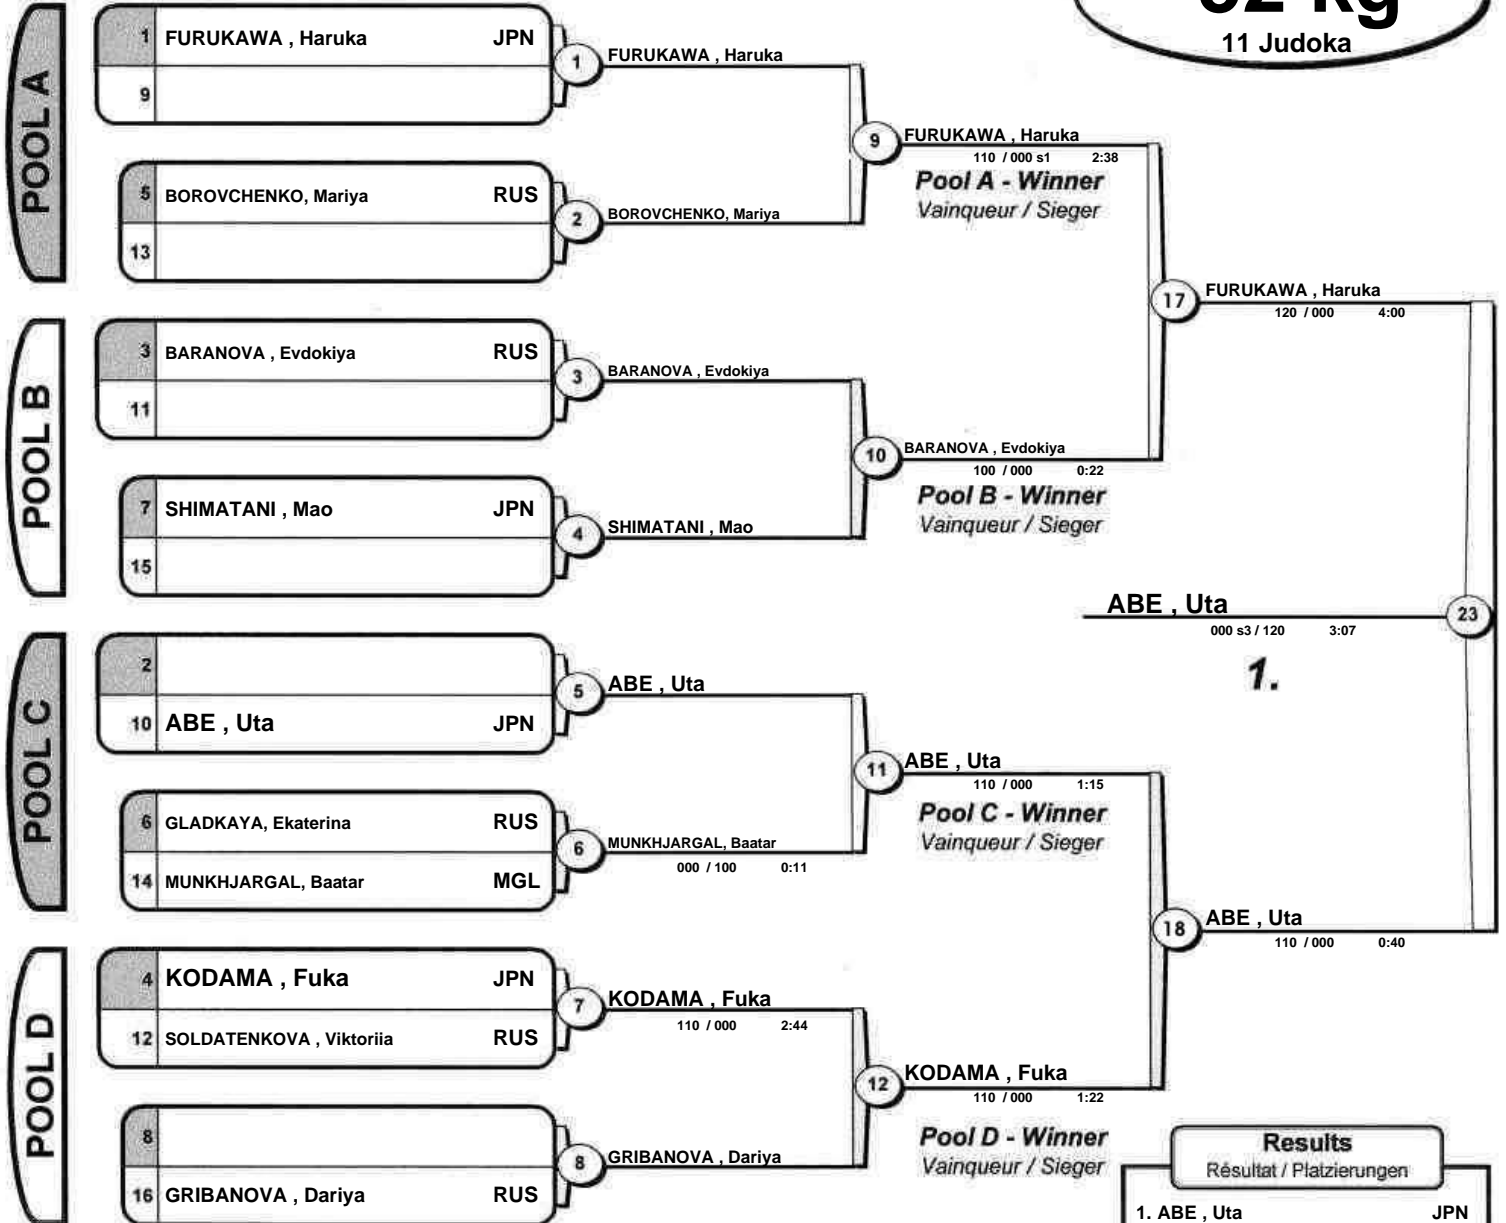 11 Judoka
POOL A
1 FURUKAWA , Haruka JPN
9
1 FURUKAWA , Haruka
5 BOROVCHENKO, Mariya RUS
13
2 BOROVCHENKO, Mariya
9 FURUKAWA , Haruka
110 / 000 s1 2:38
Pool A - Winner
Vainqueur / Sieger
POOL B
3 BARANOVA , Evdokiya RUS
11
3 BARANOVA , Evdokiya
7 SHIMATANI , Mao JPN
15
4 SHIMATANI , Mao
10 BARANOVA , Evdokiya
100 / 000 0:22
Pool B - Winner
Vainqueur / Sieger
17 FURUKAWA , Haruka
120 / 000 4:00
POOL C
2
10 ABE , Uta JPN
5 ABE , Uta
6 GLADKAYA, Ekaterina RUS
14 MUNKHJARGAL, Baatar MGL
6 MUNKHJARGAL, Baatar
000 / 100 0:11
11 ABE , Uta
110 / 000 1:15
Pool C - Winner
Vainqueur / Sieger
POOL D
4 KODAMA , Fuka JPN
12 SOLDATENKOVA , Viktoriia RUS
7 KODAMA , Fuka
110 / 000 2:44
8
16 GRIBANOVA , Dariya RUS
8 GRIBANOVA , Dariya
12 KODAMA , Fuka
110 / 000 1:22
Pool D - Winner
Vainqueur / Sieger
18 ABE , Uta
110 / 000 0:40
ABE , Uta 23
000 s3 / 120 3:07
1.
Results
Résultat / Platzierungen
1. ABE , Uta JPN